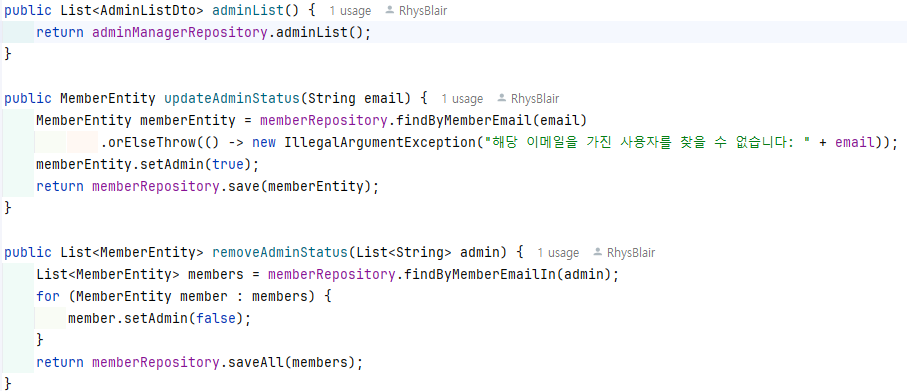 public List<AdminListDto> adminList() { 1 usage RhysBlair
return adminManagerRepository.adminList();
}
public MemberEntity updateAdminStatus(String email) { 1 usage RhysBlair
MemberEntity memberEntity = memberRepository.findByMemberEmail(email)
.orElseThrow(() -> new IllegalArgumentException("해당 이메일을 가진 사용자를 찾을 수 없습니다: " + email));
memberEntity.setAdmin(true);
return memberRepository.save(memberEntity);
}
public List<MemberEntity> removeAdminStatus(List<String> admin) { 1 usage RhysBlair
List<MemberEntity> members = memberRepository.findByMemberEmailIn(admin);
for (MemberEntity member : members) {
member.setAdmin(false);
}
return memberRepository.saveAll(members);
}